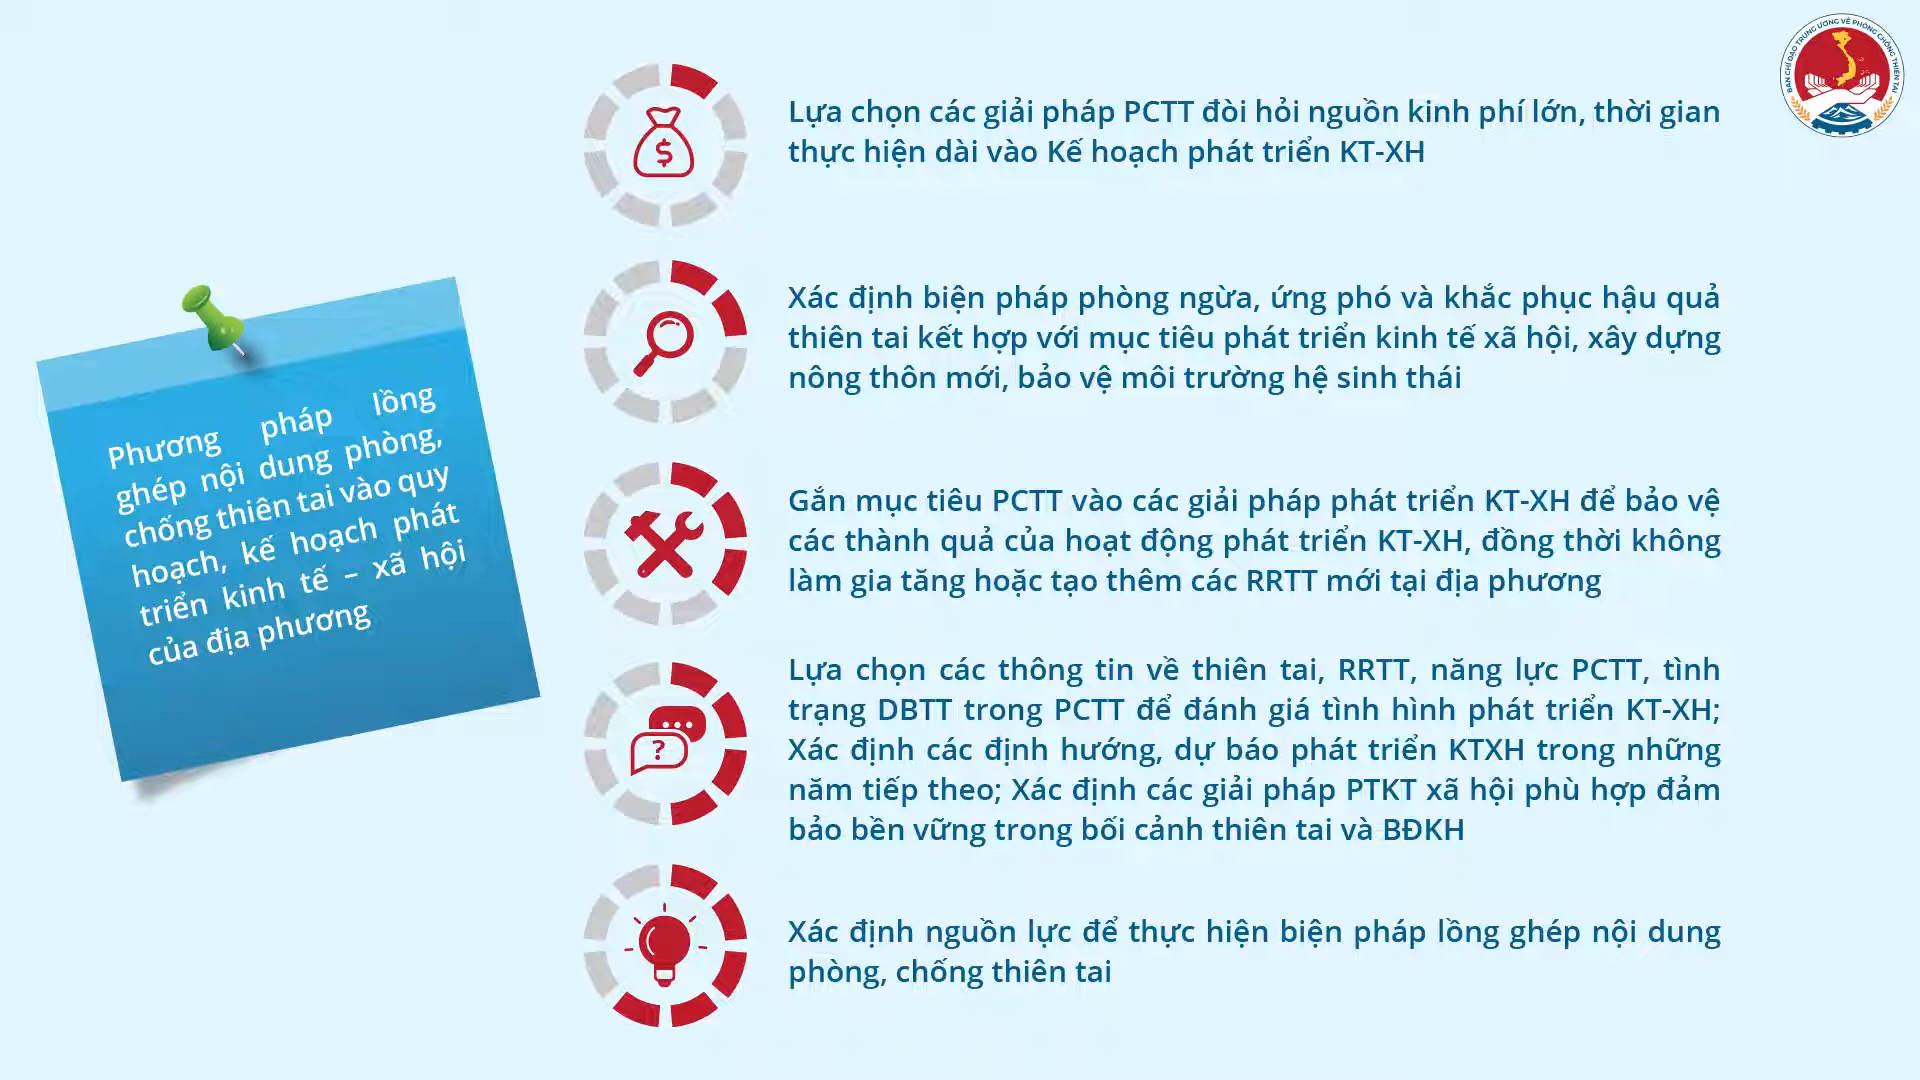 BAN CHỈ ĐẠO TRUNG ƯƠNG VỀ PHÒNG CHỐNG THIÊN TAI
Phương pháp lồng
ghép nội dung phòng,
chống thiên tai vào quy
hoạch, kế hoạch phát
triển kinh tế – xã hội
của địa phương
$
Lựa chọn các giải pháp PCTT đòi hỏi nguồn kinh phí lớn, thời gian
thực hiện dài vào Kế hoạch phát triển KT-XH
Xác định biện pháp phòng ngừa, ứng phó và khắc phục hậu quả
thiên tai kết hợp với mục tiêu phát triển kinh tế xã hội, xây dựng
nông thôn mới, bảo vệ môi trường hệ sinh thái
Gắn mục tiêu PCTT vào các giải pháp phát triển KT-XH để bảo vệ
các thành quả của hoạt động phát triển KT-XH, đồng thời không
làm gia tăng hoặc tạo thêm các RRTT mới tại địa phương
?
Lựa chọn các thông tin về thiên tai, RRTT, năng lực PCTT, tình
trạng DBTT trong PCTT để đánh giá tình hình phát triển KT-XH;
Xác định các định hướng, dự báo phát triển KTXH trong những
năm tiếp theo; Xác định các giải pháp PTKT xã hội phù hợp đảm
bảo bền vững trong bối cảnh thiên tai và BĐKH
Xác định nguồn lực để thực hiện biện pháp lồng ghép nội dung
phòng, chống thiên tai